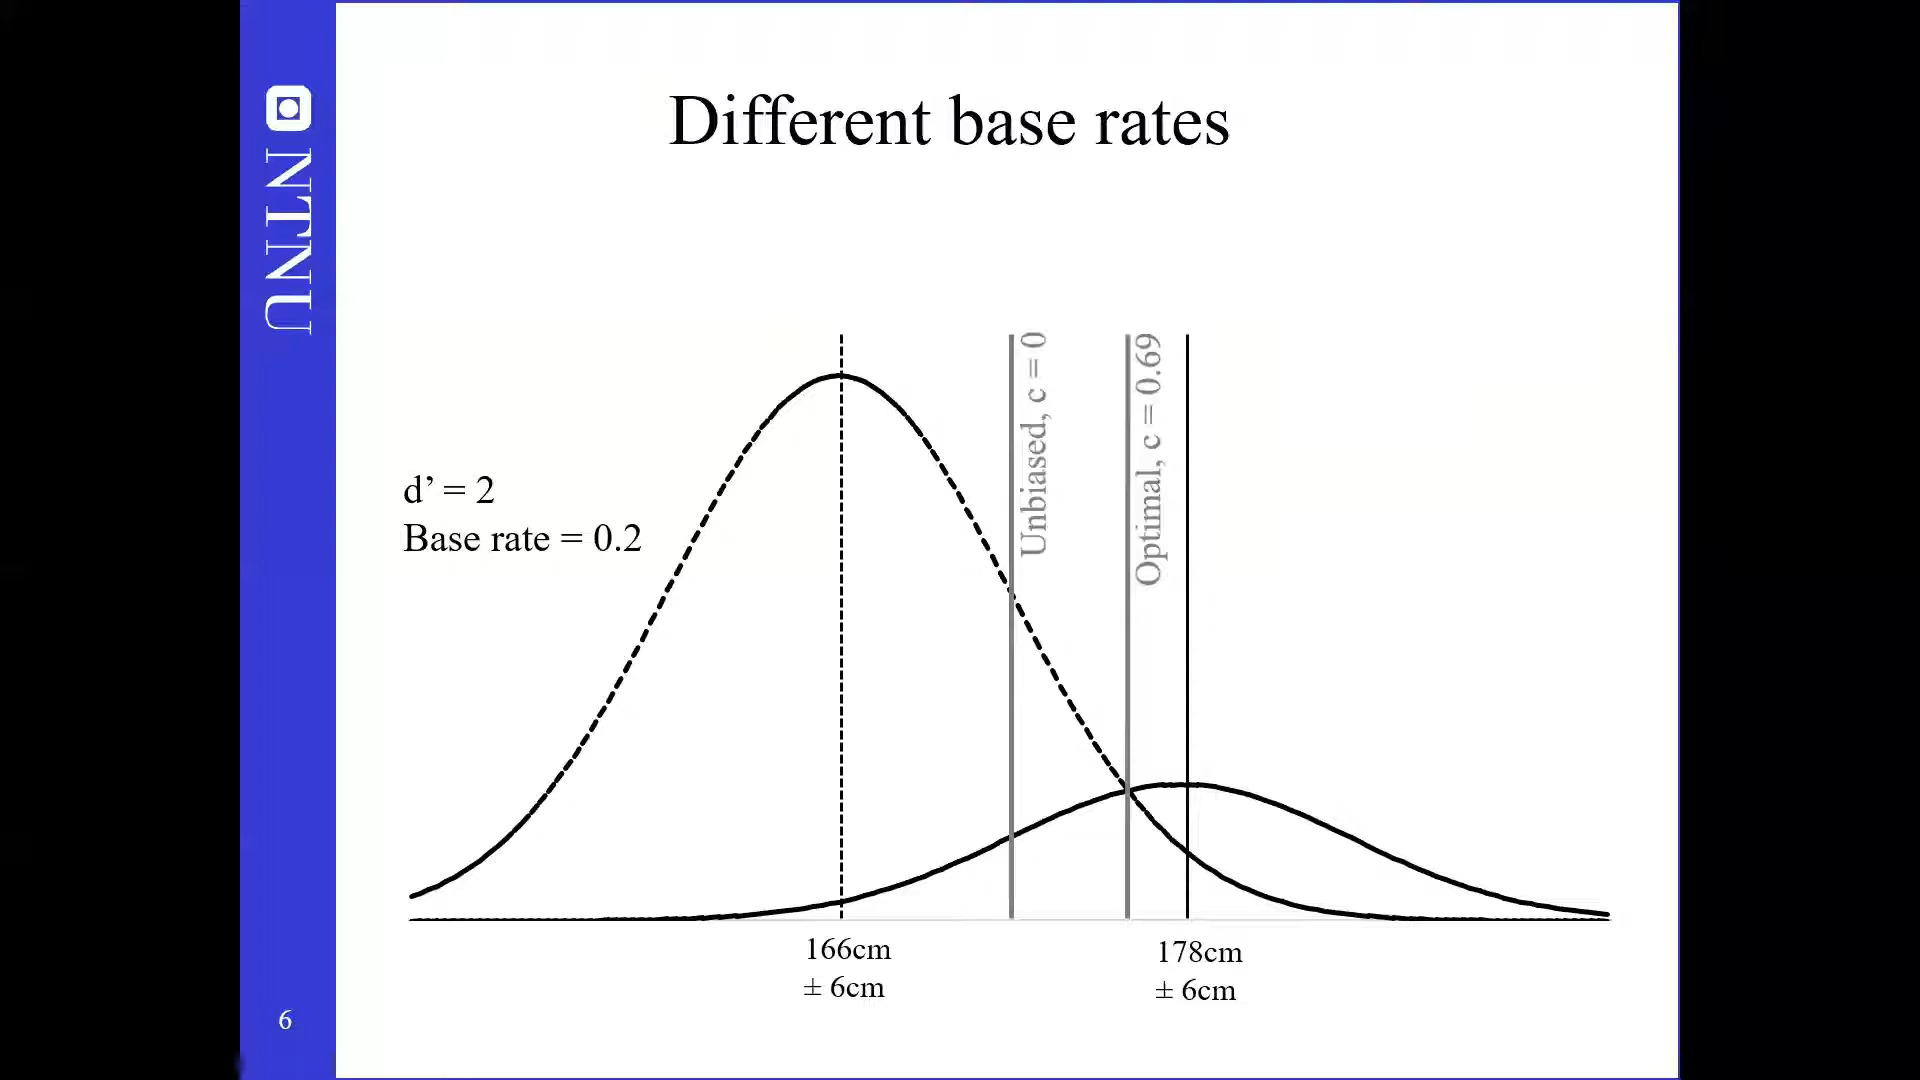 NTNU
Different base rates
Unbiased, c = 0
Optimal, c = 0.69
d’ = 2
Base rate = 0.2
166cm
± 6cm
178cm
± 6cm
6